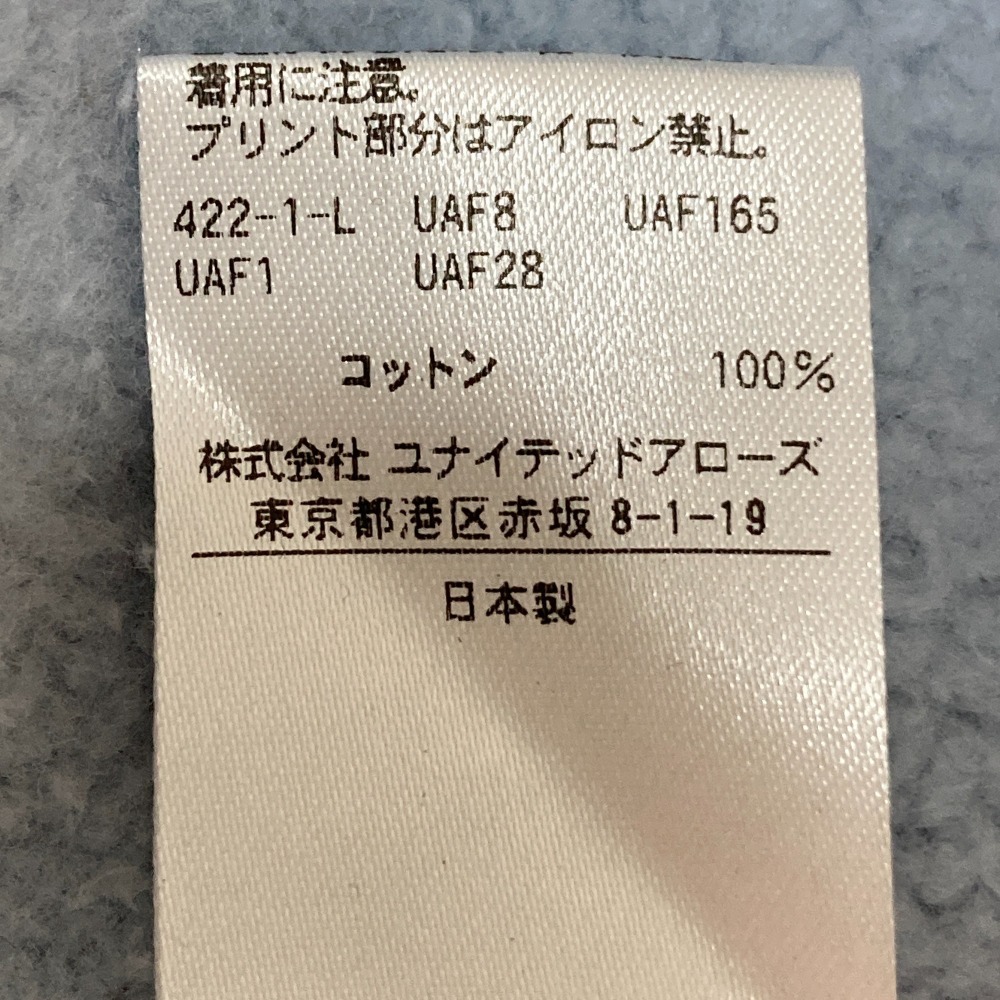 着用に注意。
プリント部分はアイロン禁止。
422-1-L UAF8 UAF165
UAF1 UAF28
コットン 100%
株式会社 ユナイテッドアローズ
東京都港区赤坂 8-1-19
日本製